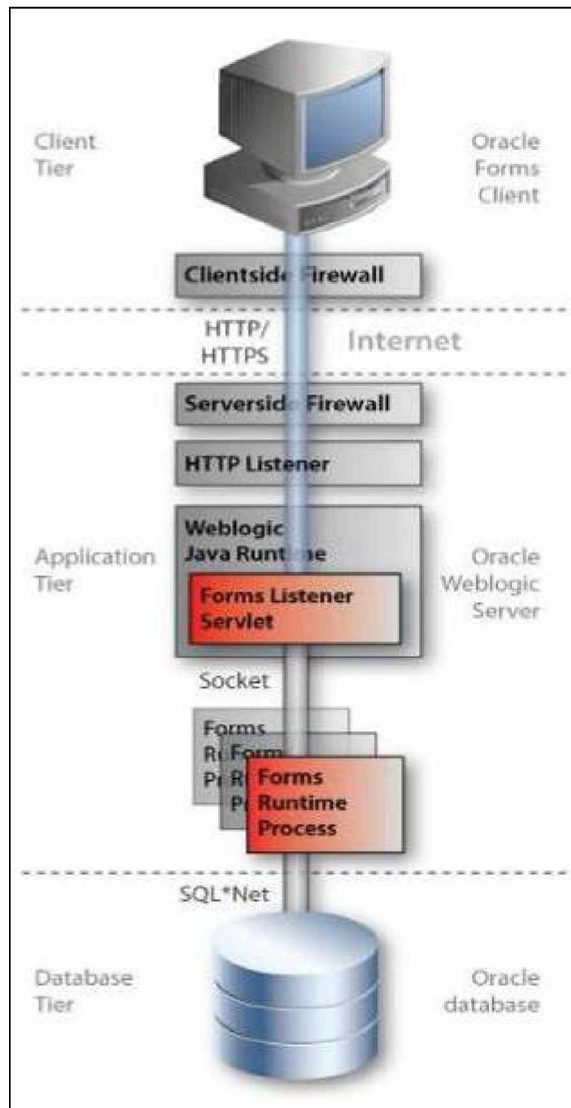 Client
Tier
Oracle
Forms
Client
Clientside Firewall
HTTP/
HTTPS
Internet
Serverside Firewall
HTTP Listener
Weblogic
Java Runtime
Application
Tier
Oracle
Weblogic
Server
Forms Listener
Servlet
Socket
Forms
Forms
Runtime
Process
SQL*Net
Database
Tier
Oracle
database